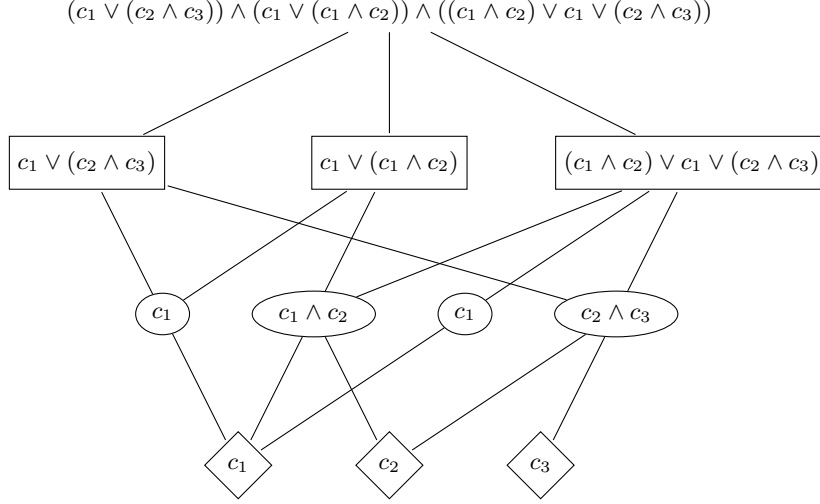 (c₁ ∨ (c₂ ∧ c₃)) ∧ (c₁ ∨ (c₁ ∧ c₂)) ∧ ((c₁ ∧ c₂) ∨ c₁ ∨ (c₂ ∧ c₃))
c₁ ∨ (c₂ ∧ c₃)
c₁ ∨ (c₁ ∧ c₂)
(c₁ ∧ c₂) ∨ c₁ ∨ (c₂ ∧ c₃)
c₁
c₁ ∧ c₂
c₁
c₂ ∧ c₃
c₁
c₂
c₃